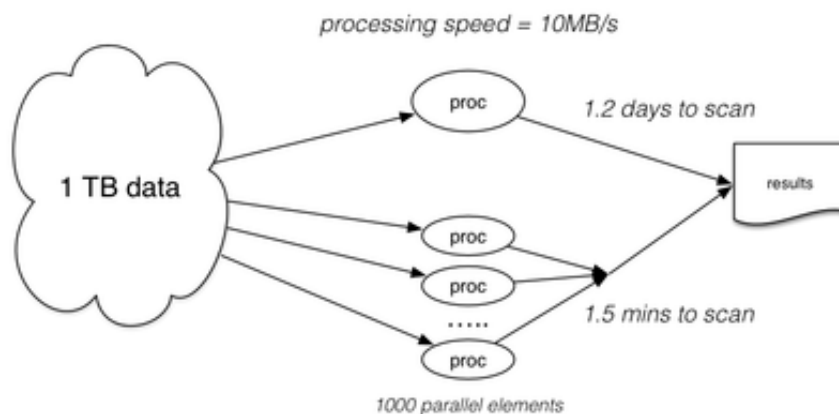 processing speed = 10MB/s
proc
1.2 days to scan
1 TB data
results
proc
proc
.....
1.5 mins to scan
proc
1000 parallel elements